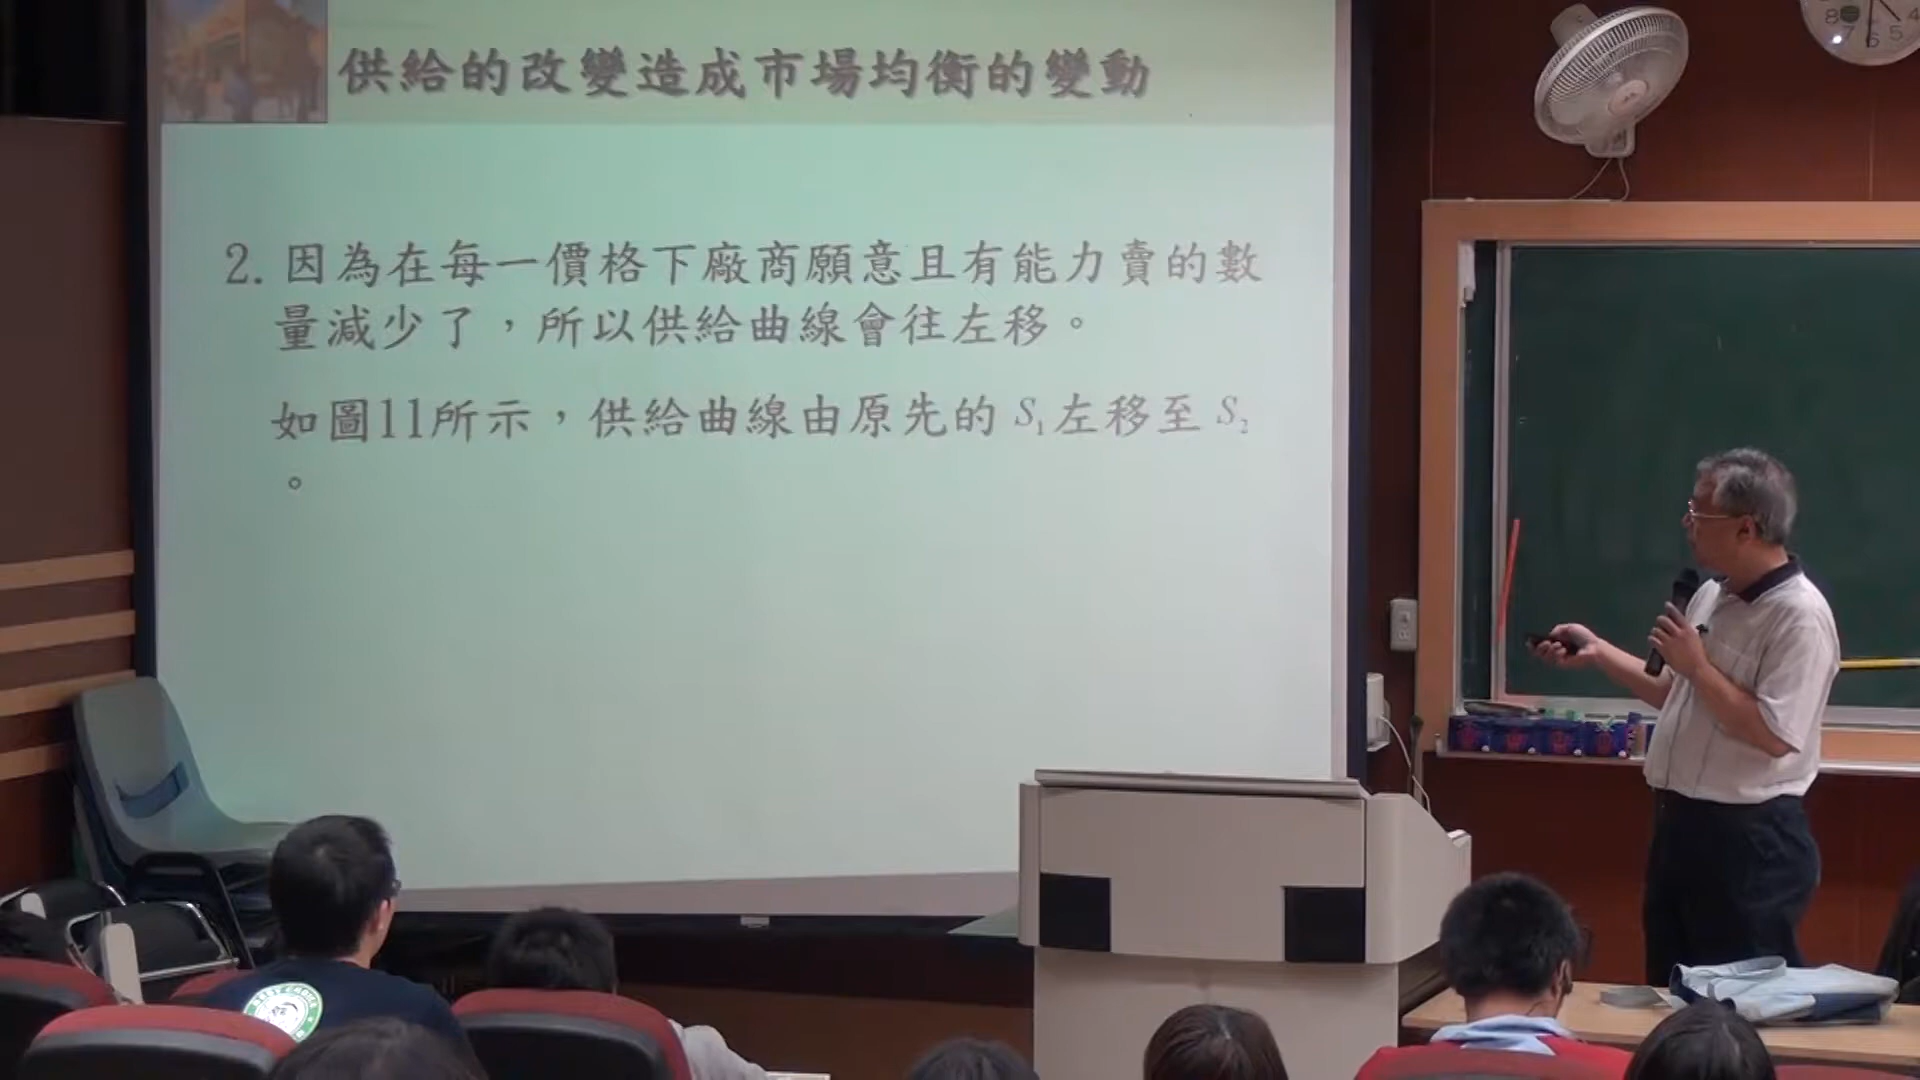 供給的改變造成市場均衡的變動
2. 因為在每一價格下廠商願意且有能力賣的數
量減少了，所以供給曲線會往左移。
如圖11所示，供給曲線由原先的 S₁ 左移至 S₂
。